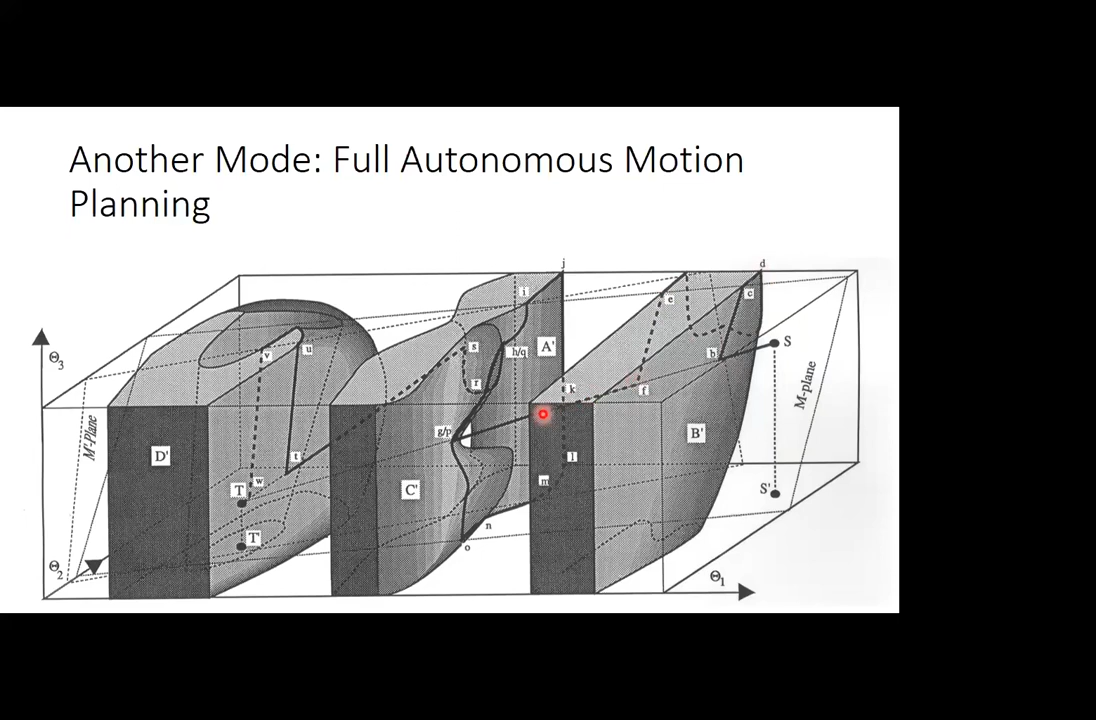 Another Mode: Full Autonomous Motion
Planning
j
d
i
e
c
Θ3
v
u
s
h/q
A'
S
b
r
k
f
M-plane
M'-Plane
g/p
B'
D'
t
l
w
C'
m
T
S'
n
T'
o
Θ2
Θ1